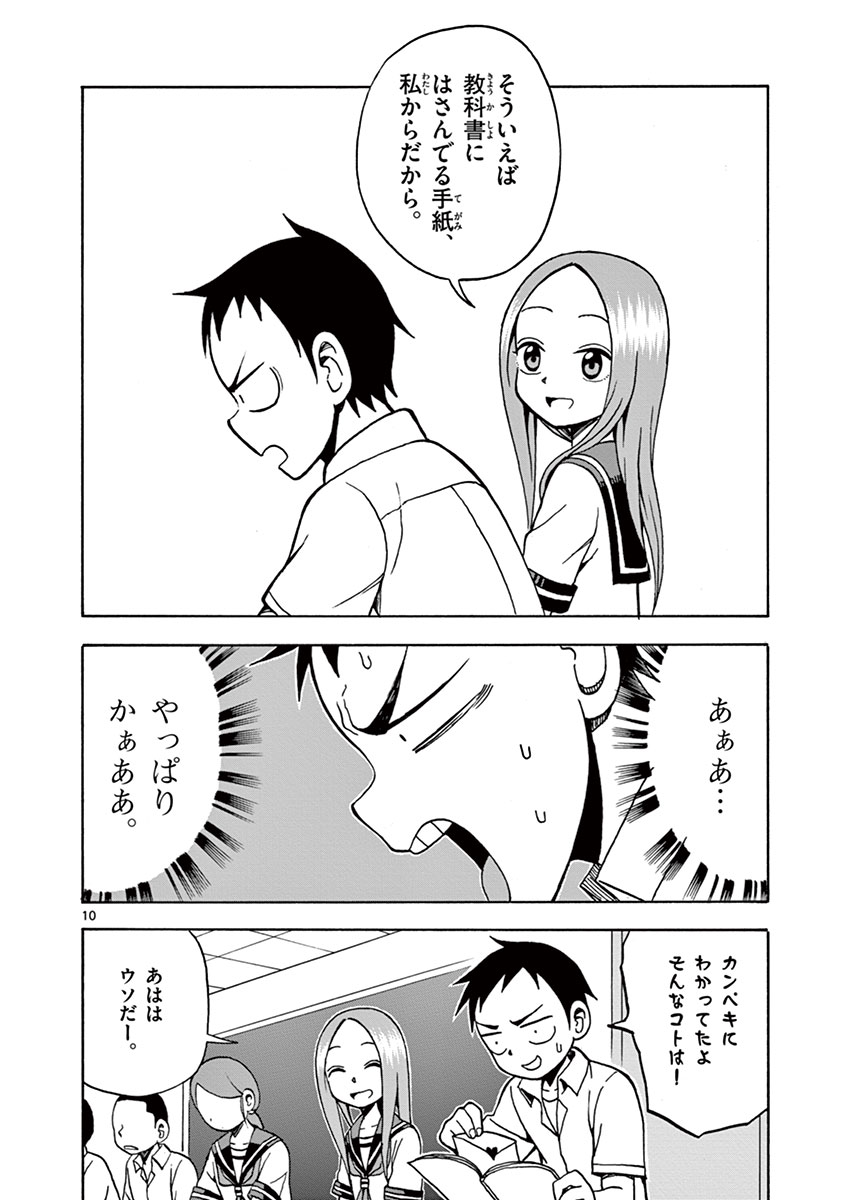 そういえば
教科書に
はさんでる手紙、
私からだから。
あぁあ…
やっぱり
かぁああ。
カンペキに
わかってたよ
そんなコトは！
あはは
ウソだー。
10